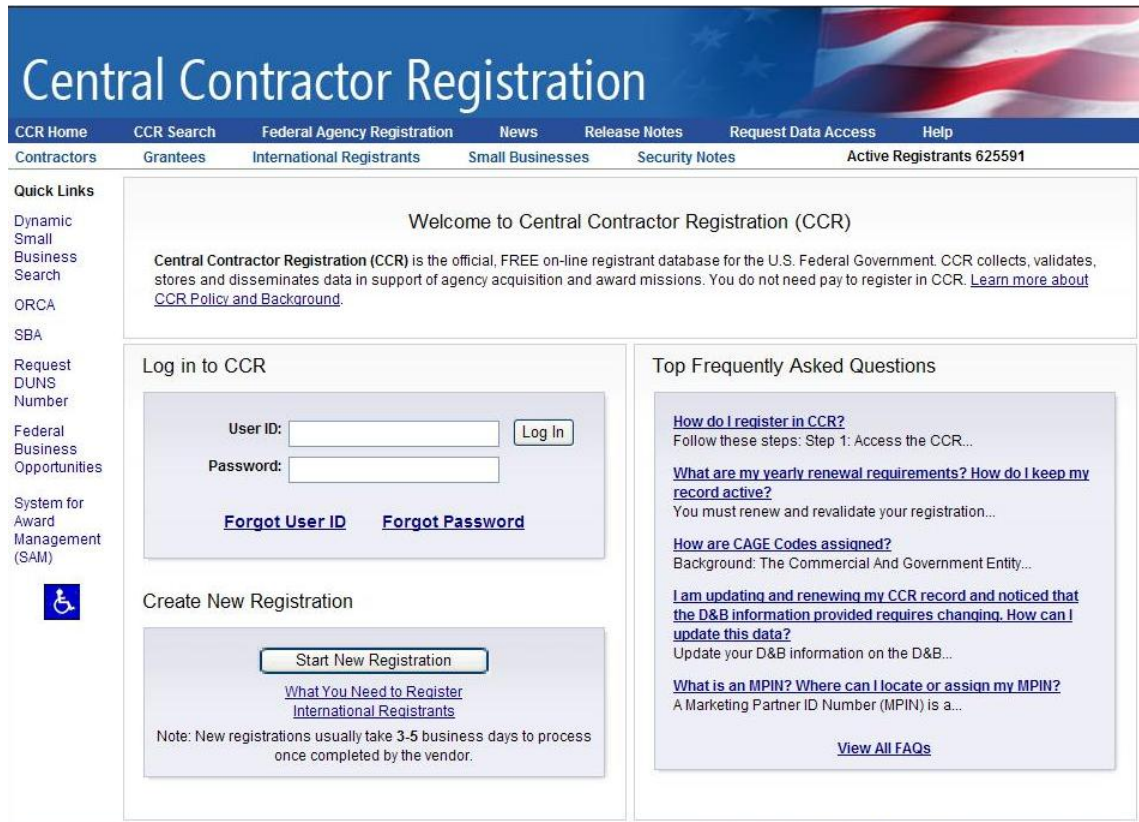 Central Contractor Registration
CCR Home CCR Search Federal Agency Registration News Release Notes Request Data Access Help
Contractors Grantees International Registrants Small Businesses Security Notes Active Registrants 625591
Quick Links
Dynamic
Small
Business
Search
ORCA
SBA
Request
DUNS
Number
Federal
Business
Opportunities
System for
Award
Management
(SAM)
Welcome to Central Contractor Registration (CCR)
Central Contractor Registration (CCR) is the official, FREE on-line registrant database for the U.S. Federal Government. CCR collects, validates,
stores and disseminates data in support of agency acquisition and award missions. You do not need pay to register in CCR. Learn more about
CCR Policy and Background.
Log in to CCR
User ID: Log In
Password:
Forgot User ID Forgot Password
Create New Registration
Start New Registration
What You Need to Register
International Registrants
Note: New registrations usually take 3-5 business days to process
once completed by the vendor.
Top Frequently Asked Questions
How do I register in CCR?
Follow these steps: Step 1: Access the CCR...
What are my yearly renewal requirements? How do I keep my
record active?
You must renew and revalidate your registration...
How are CAGE Codes assigned?
Background: The Commercial And Government Entity...
I am updating and renewing my CCR record and noticed that
the D&B information provided requires changing. How can I
update this data?
Update your D&B information on the D&B...
What is an MPIN? Where can I locate or assign my MPIN?
A Marketing Partner ID Number (MPIN) is a...
View All FAQs